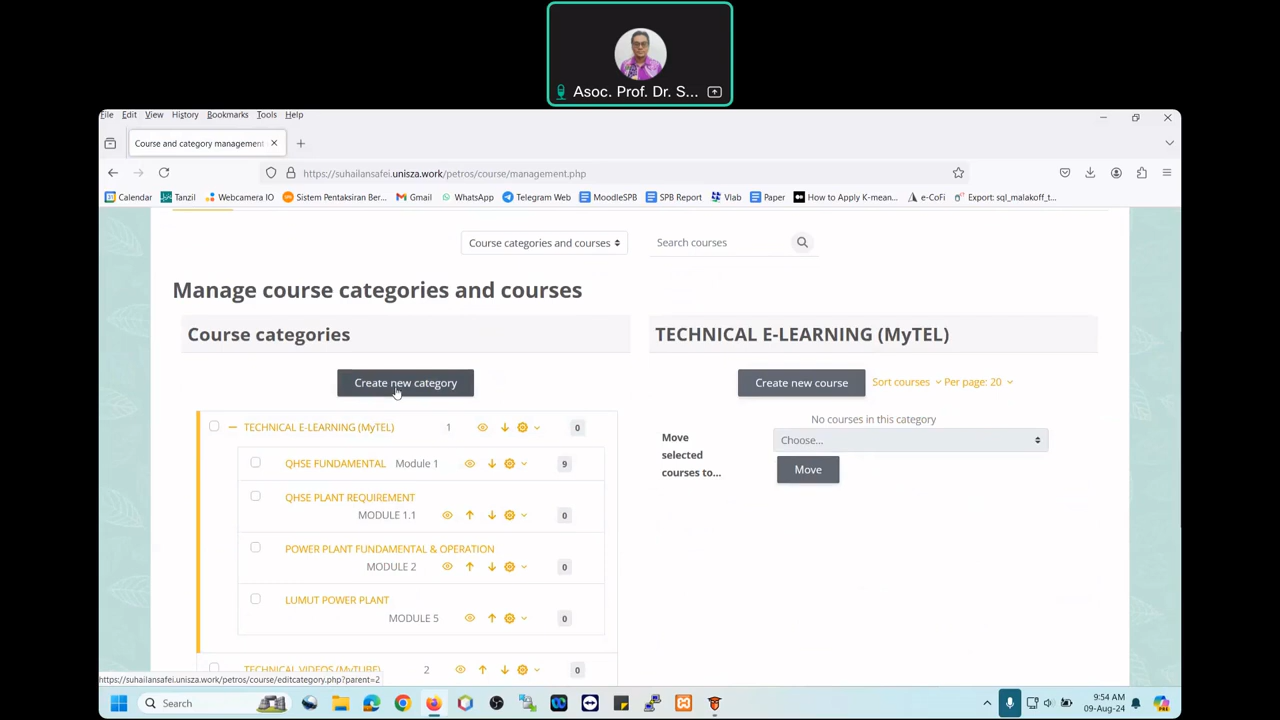 Asoc. Prof. Dr. S...
File Edit View History Bookmarks Tools Help
Course and category management
https://suhailansafei.unisza.work/petros/course/management.php
Calendar Tanzil Webcamera IO Sistem Pentaksiran Ber... Gmail WhatsApp Telegram Web MoodleSPB SPB Report Vlab Paper How to Apply K-mean... e-CoFi Export: sql_malakoff_t...
Course categories and courses Search courses
Manage course categories and courses
Course categories
TECHNICAL E-LEARNING (MyTEL)
Create new category
Create new course Sort courses Per page: 20
No courses in this category
TECHNICAL E-LEARNING (MyTEL) 1 0
Move selected courses to...
Choose...
QHSE FUNDAMENTAL Module 1 9
Move
QHSE PLANT REQUIREMENT
MODULE 1.1 0
POWER PLANT FUNDAMENTAL & OPERATION
MODULE 2 0
LUMUT POWER PLANT
MODULE 5 0
TECHNICAL VIDEOS (MyTUBE) 2 0
https://suhailansafei.unisza.work/petros/course/editcategory.php?parent=2
Search
9:54 AM
09-Aug-24